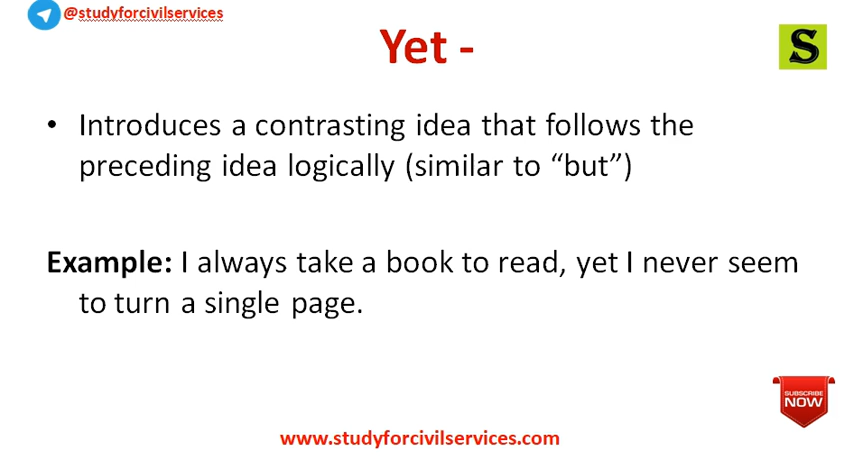 @studyforcivilservices
Yet -
S
• Introduces a contrasting idea that follows the
preceding idea logically (similar to “but”)
Example: I always take a book to read, yet I never seem
to turn a single page.
SUBSCRIBE
NOW
www.studyforcivilservices.com